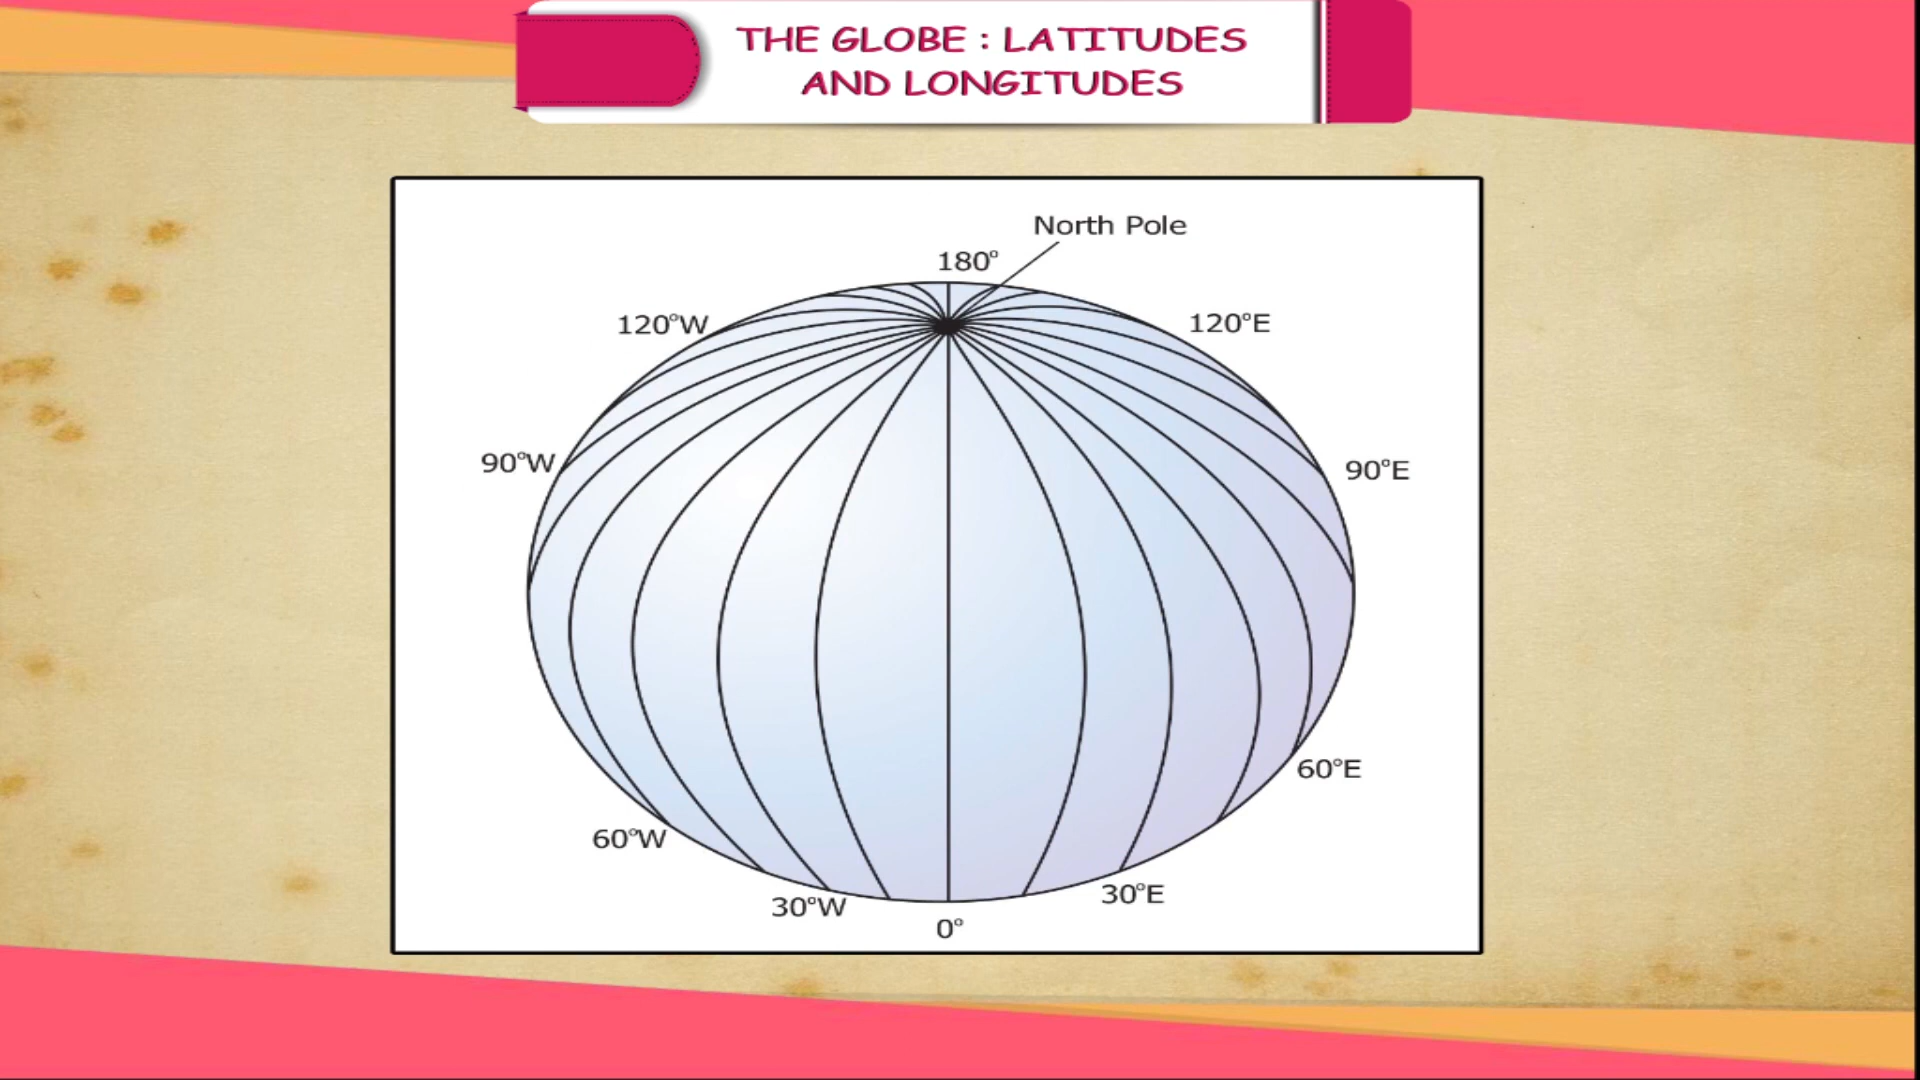 THE GLOBE : LATITUDES
AND LONGITUDES
North Pole
180°
120°W
120°E
90°W
90°E
60°E
60°W
30°E
30°W
0°